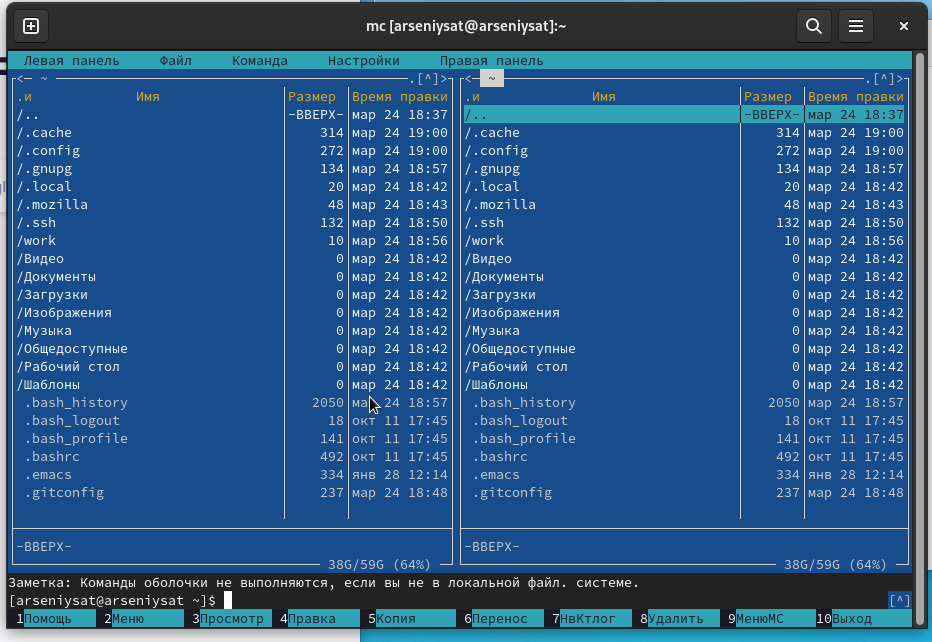 mc [arseniysat@arseniysat]:~
Левая панель Файл Команда Настройки Правая панель
<— ~ .[^]> <— ~ .[^]>
.и Имя Размер Время правки .и Имя Размер Время правки
/.. -ВВЕРХ- мар 24 18:37 /.. -ВВЕРХ- мар 24 18:37
/.cache 314 мар 24 19:00 /.cache 314 мар 24 19:00
/.config 272 мар 24 19:00 /.config 272 мар 24 19:00
/.gnupg 134 мар 24 18:57 /.gnupg 134 мар 24 18:57
/.local 20 мар 24 18:42 /.local 20 мар 24 18:42
/.mozilla 48 мар 24 18:43 /.mozilla 48 мар 24 18:43
/.ssh 132 мар 24 18:50 /.ssh 132 мар 24 18:50
/work 10 мар 24 18:56 /work 10 мар 24 18:56
/Видео 0 мар 24 18:42 /Видео 0 мар 24 18:42
/Документы 0 мар 24 18:42 /Документы 0 мар 24 18:42
/Загрузки 0 мар 24 18:42 /Загрузки 0 мар 24 18:42
/Изображения 0 мар 24 18:42 /Изображения 0 мар 24 18:42
/Музыка 0 мар 24 18:42 /Музыка 0 мар 24 18:42
/Общедоступные 0 мар 24 18:42 /Общедоступные 0 мар 24 18:42
/Рабочий стол 0 мар 24 18:42 /Рабочий стол 0 мар 24 18:42
/Шаблоны 0 мар 24 18:42 /Шаблоны 0 мар 24 18:42
.bash_history 2050 мар 24 18:57 .bash_history 2050 мар 24 18:57
.bash_logout 18 окт 11 17:45 .bash_logout 18 окт 11 17:45
.bash_profile 141 окт 11 17:45 .bash_profile 141 окт 11 17:45
.bashrc 492 окт 11 17:45 .bashrc 492 окт 11 17:45
.emacs 334 янв 28 12:14 .emacs 334 янв 28 12:14
.gitconfig 237 мар 24 18:48 .gitconfig 237 мар 24 18:48
-ВВЕРХ- -ВВЕРХ-
38G/59G (64%) 38G/59G (64%)
Заметка: Команды оболочки не выполняются, если вы не в локальной файл. системе.
[arseniysat@arseniysat ~]$ [^]
1Помощь 2Меню 3Просмотр 4Правка 5Копия 6Перенос 7НвКтлог 8Удалить 9МенюМС 10Выход